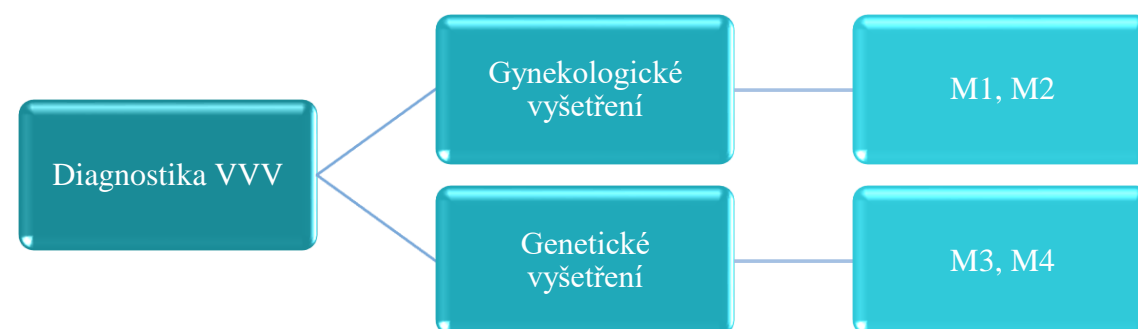 Diagnostika VVV
Gynekologické
vyšetření
M1, M2
Genetické
vyšetření
M3, M4